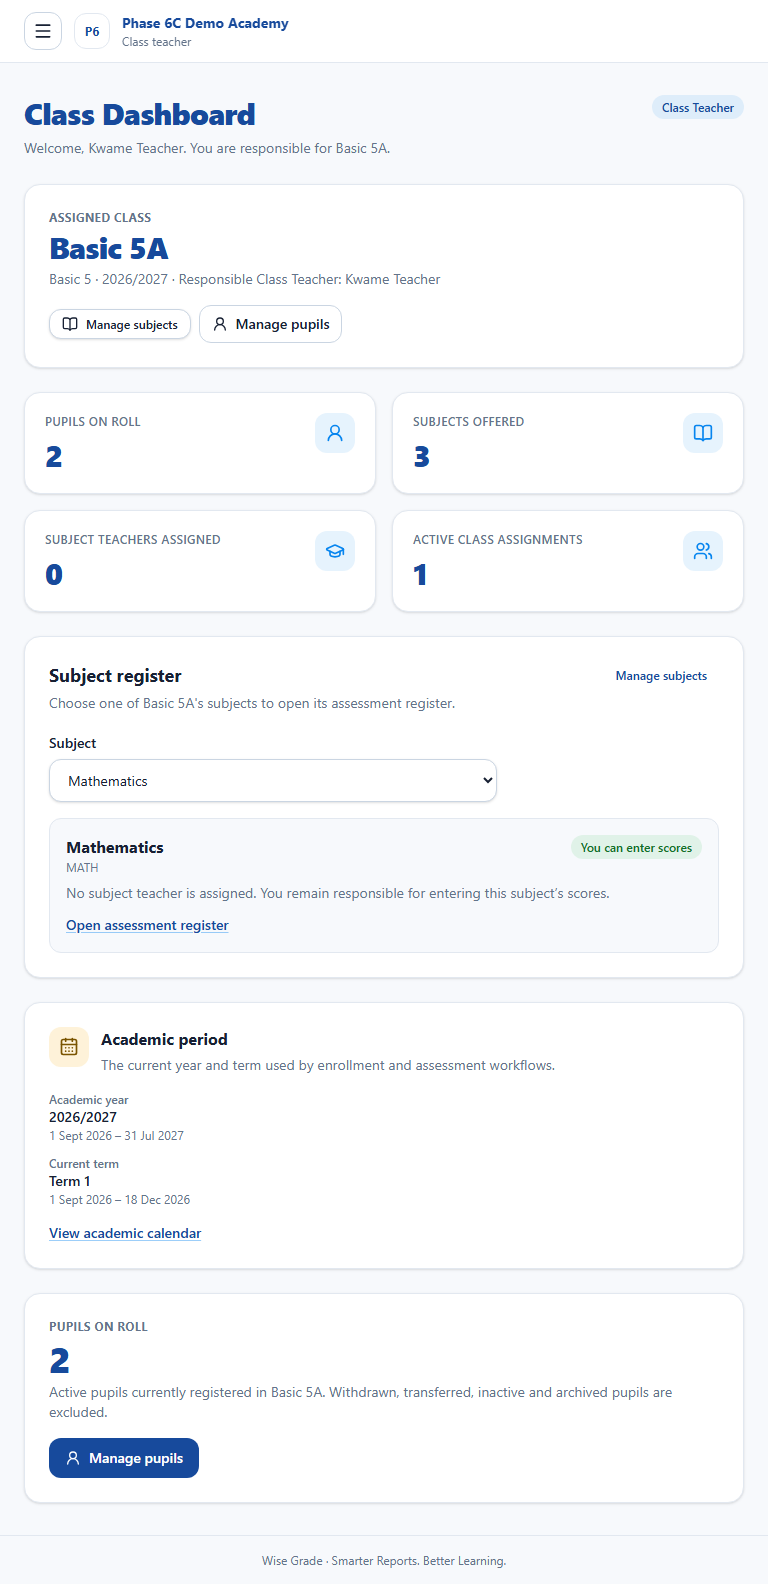 P6
Phase 6C Demo Academy
Class teacher
Class Dashboard
Class Teacher
Welcome, Kwame Teacher. You are responsible for Basic 5A.
ASSIGNED CLASS
Basic 5A
Basic 5 · 2026/2027 · Responsible Class Teacher: Kwame Teacher
Manage subjects
Manage pupils
PUPILS ON ROLL
2
SUBJECTS OFFERED
3
SUBJECT TEACHERS ASSIGNED
0
ACTIVE CLASS ASSIGNMENTS
1
Subject register
Manage subjects
Choose one of Basic 5A's subjects to open its assessment register.
Subject
Mathematics
Mathematics
You can enter scores
MATH
No subject teacher is assigned. You remain responsible for entering this subject's scores.
Open assessment register
Academic period
The current year and term used by enrollment and assessment workflows.
Academic year
2026/2027
1 Sept 2026 – 31 Jul 2027
Current term
Term 1
1 Sept 2026 – 18 Dec 2026
View academic calendar
PUPILS ON ROLL
2
Active pupils currently registered in Basic 5A. Withdrawn, transferred, inactive and archived pupils are
excluded.
Manage pupils
Wise Grade · Smarter Reports. Better Learning.